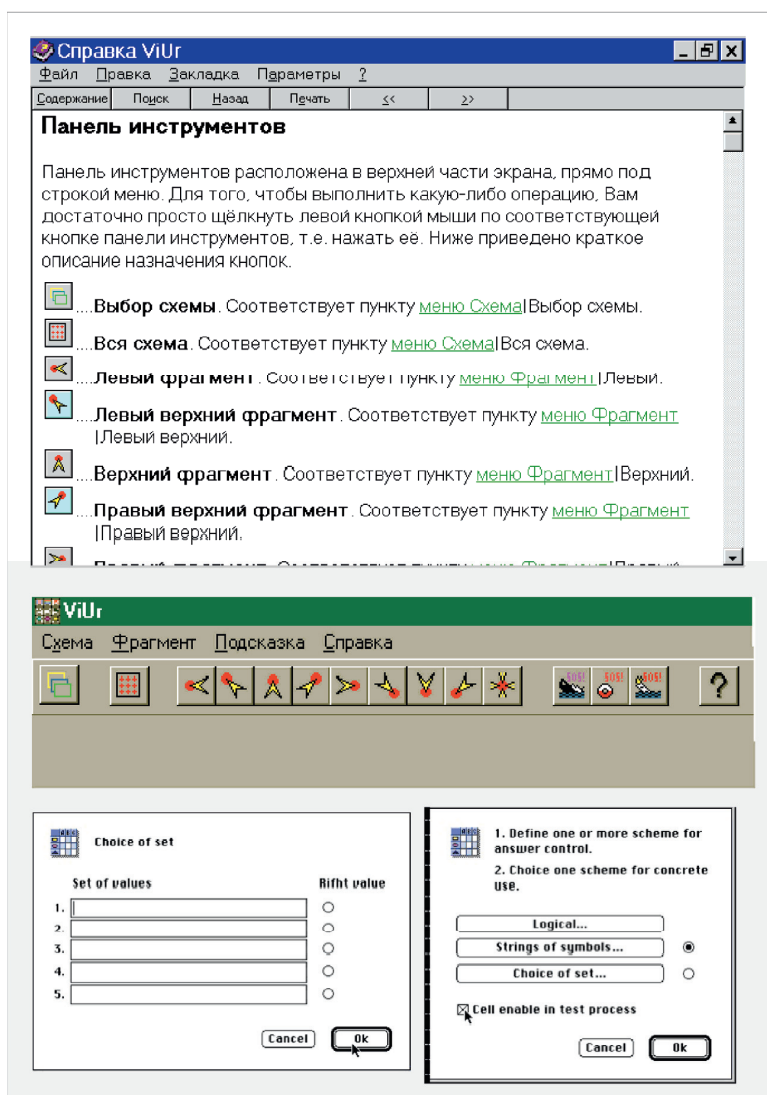 Справка ViUr
Файл Правка Закладка Параметры ?
Содержание Поиск Назад Печать << >>
Панель инструментов
Панель инструментов расположена в верхней части экрана, прямо под
строкой меню. Для того, чтобы выполнить какую-либо операцию, Вам
достаточно просто щёлкнуть левой кнопкой мыши по соответствующей
кнопке панели инструментов, т.е. нажать её. Ниже приведено краткое
описание назначения кнопок.
....Выбор схемы. Соответствует пункту меню Схема|Выбор схемы.
....Вся схема. Соответствует пункту меню Схема|Вся схема.
....Левый фрагмент. Соответствует пункту меню Фрагмент|Левый.
....Левый верхний фрагмент. Соответствует пункту меню Фрагмент
|Левый верхний.
....Верхний фрагмент. Соответствует пункту меню Фрагмент|Верхний.
....Правый верхний фрагмент. Соответствует пункту меню Фрагмент
|Правый верхний.
....Правый фрагмент. Соответствует пункту меню Фрагмент|Правый.
ViUr
Схема Фрагмент Подсказка Справка
SOS! SOS! SOS! ?
Choice of set
Set of values Rifht value
1.
2.
3.
4.
5.
Cancel Ok
1. Define one or more scheme for
answer control.
2. Choice one scheme for concrete
use.
Logical...
Strings of symbols...
Choice of set...
Cell enable in test process
Cancel Ok